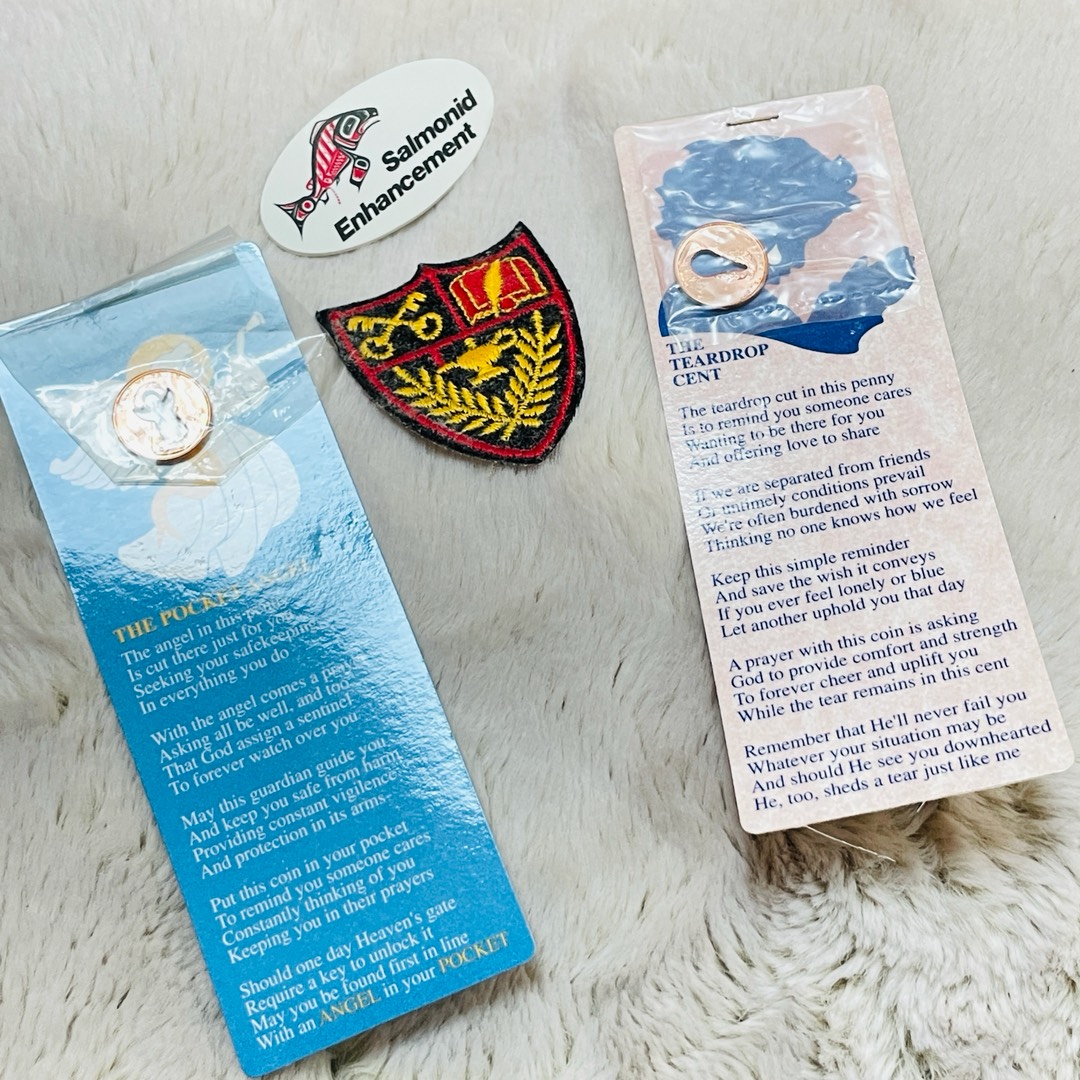 Salmonid
Enhancement
THE POCKET ANGEL
The angel in this
Is cut there just for you
Seeking your safekeeping
In everything you do
With the angel comes a
Asking all be well, and too
That God assign a sentinel
To forever watch over you
May this guardian guide you
And keep you safe from harm
Providing constant vigilence
And protection in its arms-
Put this coin in your pocket
To remind you someone cares
Constantly thinking of you
Keeping you in their prayers
Should one day Heaven's gate
Require a key to unlock it
May you be found first in line
With an ANGEL in your POCKET
THE
TEARDROP
CENT
The teardrop cut in this penny
Is to remind you someone cares
Wanting to be there for you
And offering love to share
If we are separated from friends
Or untimely conditions prevail
We're often burdened with sorrow
Thinking no one knows how we feel
Keep this simple reminder
And save the wish it conveys
If you ever feel lonely or blue
Let another uphold you that day
A prayer with this coin is asking
God to provide comfort and strength
To forever cheer and uplift you
While the tear remains in this cent
Remember that He'll never fail you
Whatever your situation may be
And should He see you downhearted
He, too, sheds a tear just like me